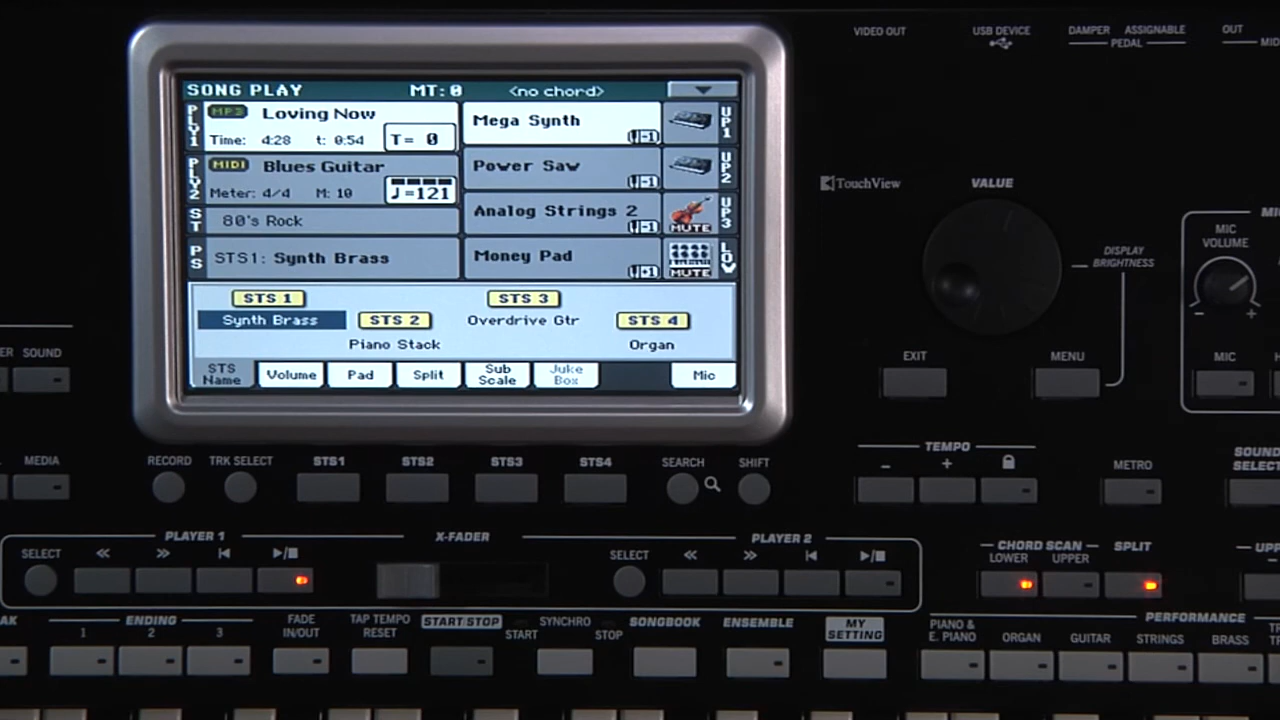 VIDEO OUT
USB DEVICE
DAMPER ASSIGNABLE
PEDAL
OUT
SONG PLAY MT: 0 <no chord>
PLY1
MP3 Loving Now
Time: 4:28 t: 0:54 T= 0
PLY2
MIDI Blues Guitar
Meter: 4/4 M: 10 ♩=121
ST
80's Rock
PS
STS1: Synth Brass
Mega Synth
UP1
Power Saw
UP2
Analog Strings 2
MUTE
UP3
Money Pad
MUTE
LOW
STS 1
Synth Brass
STS 2
Piano Stack
STS 3
Overdrive Gtr
STS 4
Organ
STS Name
Volume
Pad
Split
Sub Scale
Juke Box
Mic
TouchView
VALUE
DISPLAY
BRIGHTNESS
MIC
VOLUME
- +
EXIT
MENU
MIC
SOUND
MEDIA
RECORD
TRK SELECT
STS1
STS2
STS3
STS4
SEARCH
SHIFT
TEMPO
- +
METRO
SOUND
SELECT
PLAYER 1
X-FADER
PLAYER 2
SELECT
SELECT
CHORD SCAN
LOWER UPPER
SPLIT
ENDING
1 2 3
FADE
IN/OUT
TAP TEMPO
RESET
START STOP
SYNCHRO
START STOP
SONGBOOK
ENSEMBLE
MY
SETTING
PERFORMANCE
PIANO &
E. PIANO
ORGAN
GUITAR
STRINGS
BRASS